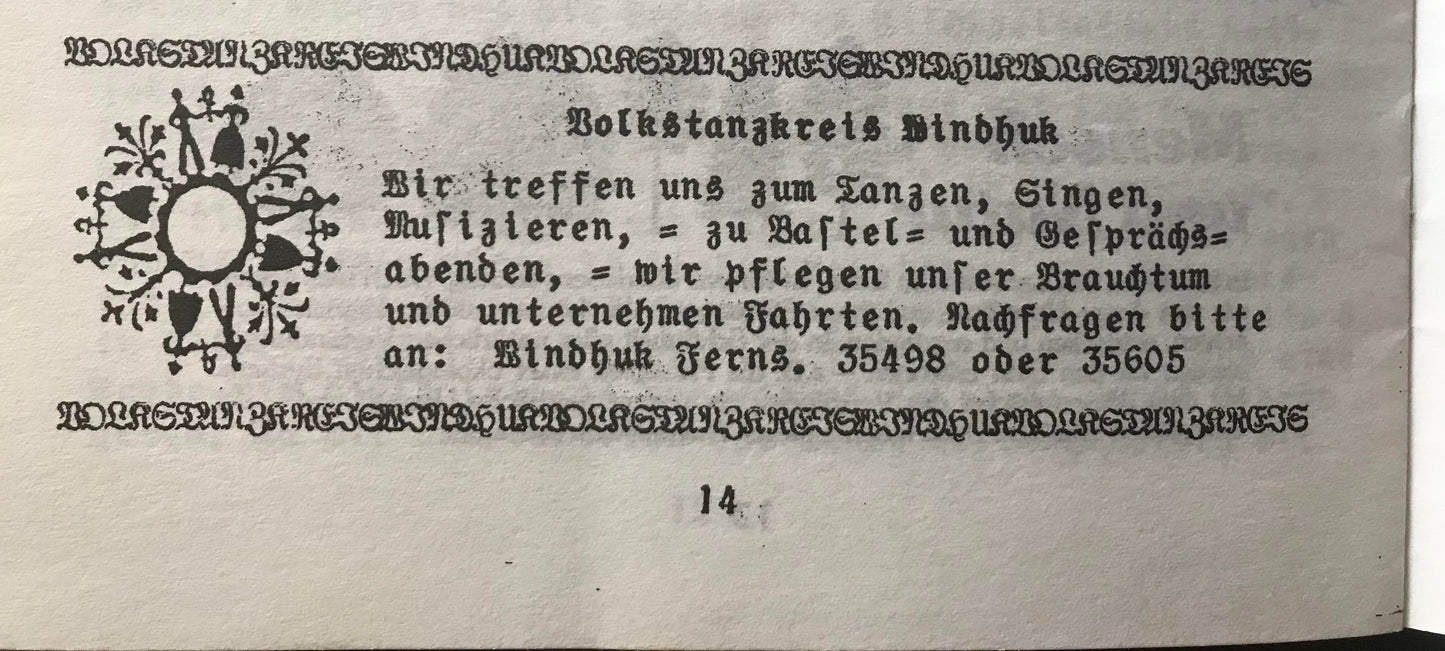 VOLKSTANZKREISWINDHUKVOLKSTANZKREISWINDHUKVOLKSTANZKREIS
Volkstanzkreis Windhuk
Wir treffen uns zum Tanzen, Singen,
Muſizieren, = zu Baſtel= und Geſprächs=
abenden, = wir pflegen unſer Brauchtum
und unternehmen Fahrten. Nachfragen bitte
an: Windhuk Ferns. 35498 oder 35605
VOLKSTANZKREISWINDHUKVOLKSTANZKREISWINDHUKVOLKSTANZKREIS
14